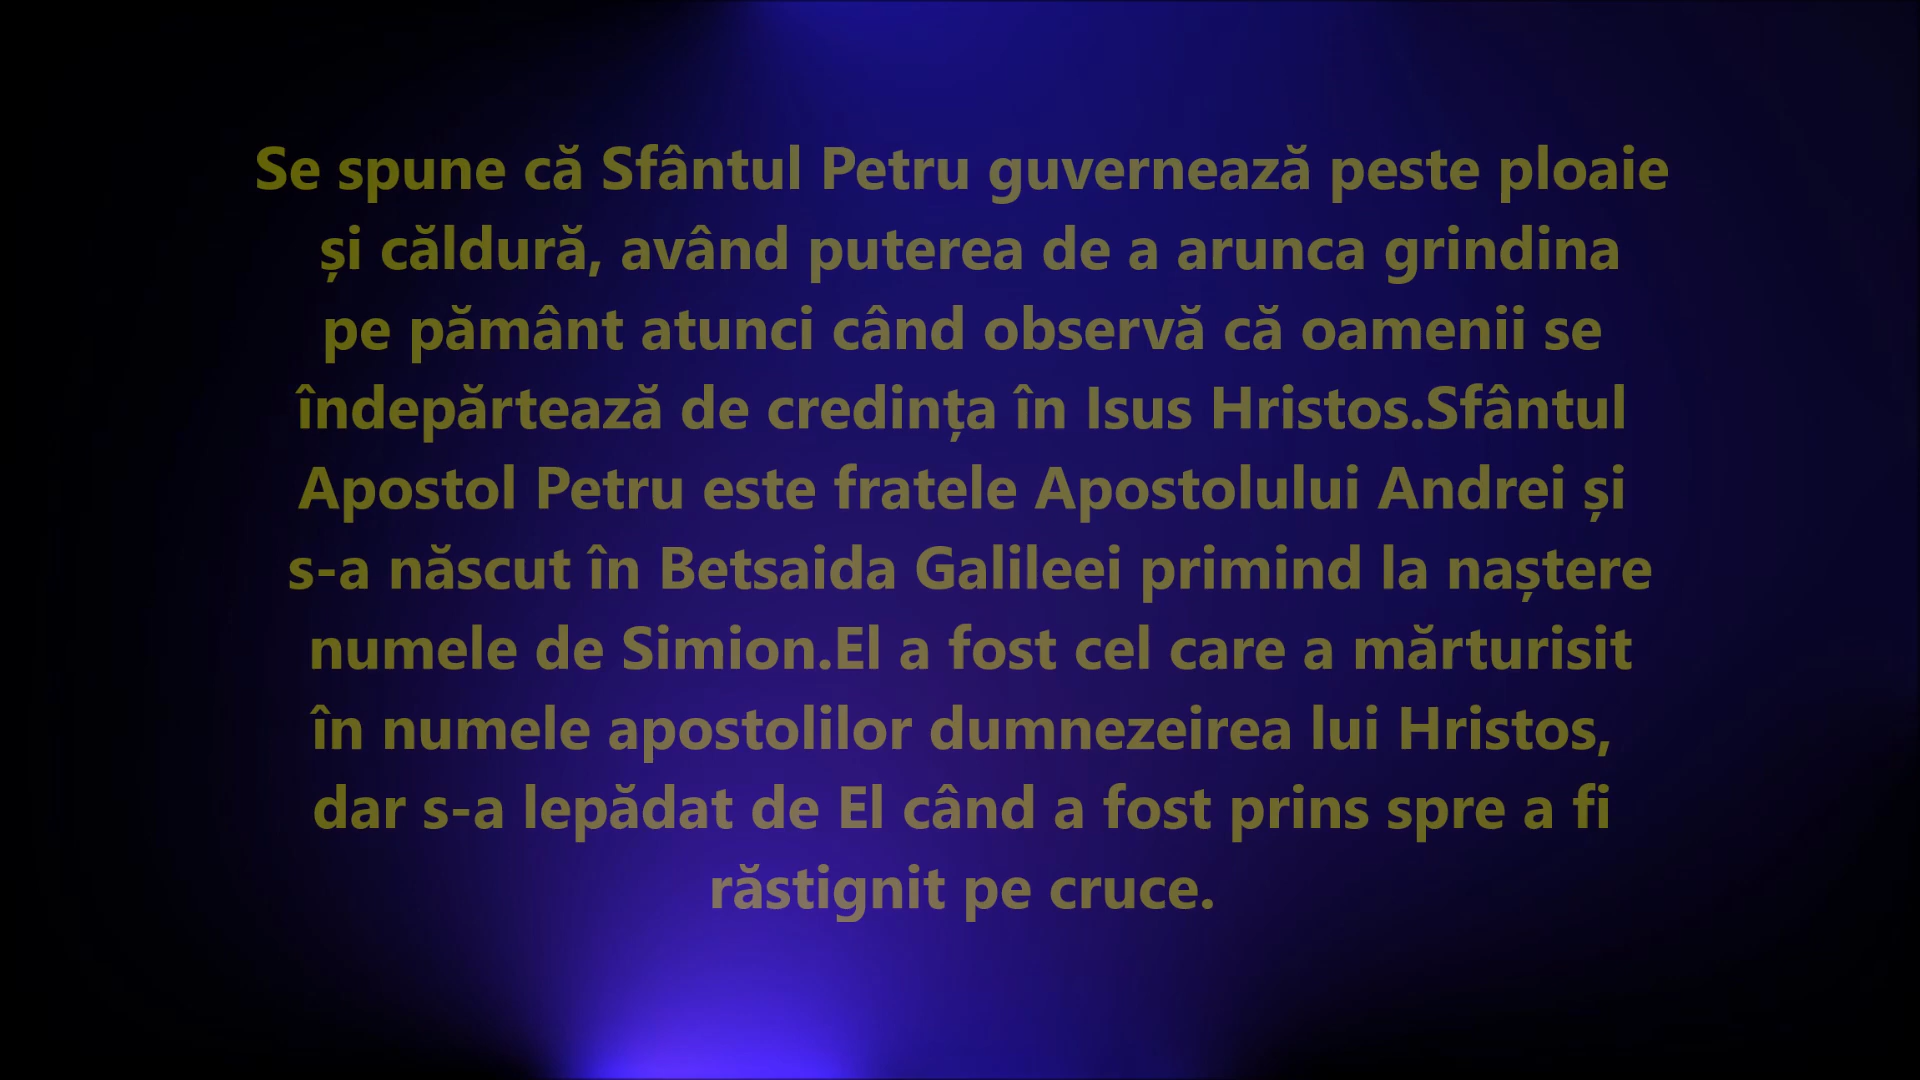 Se spune că Sfântul Petru guvernează peste ploaie
și căldură, având puterea de a arunca grindina
pe pământ atunci când observă că oamenii se
îndepărtează de credința în Isus Hristos.Sfântul
Apostol Petru este fratele Apostolului Andrei și
s-a născut în Betsaida Galileei primind la naștere
numele de Simion.El a fost cel care a mărturisit
în numele apostolilor dumnezeirea lui Hristos,
dar s-a lepădat de El când a fost prins spre a fi
răstignit pe cruce.